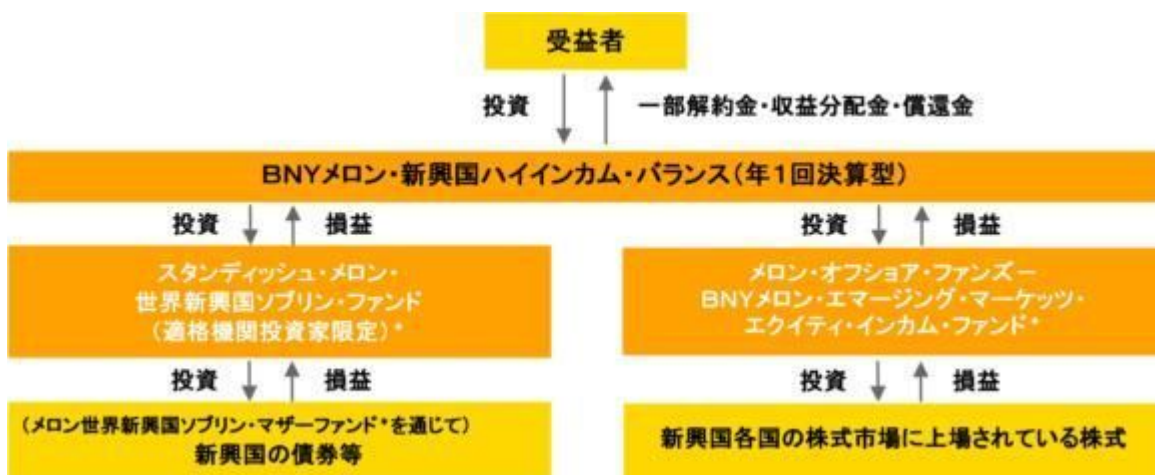 受益者
投資
一部解約金・収益分配金・償還金
BNYメロン・新興国ハイインカム・バランス(年1回決算型)
投資 損益
投資 損益
スタンディッシュ・メロン・
世界新興国ソブリン・ファンド
(適格機関投資家限定)*
メロン・オフショア・ファンズ－
BNYメロン・エマージング・マーケッツ・
エクイティ・インカム・ファンド*
投資 損益
投資 損益
(メロン世界新興国ソブリン・マザーファンド*を通じて)
新興国の債券等
新興国各国の株式市場に上場されている株式